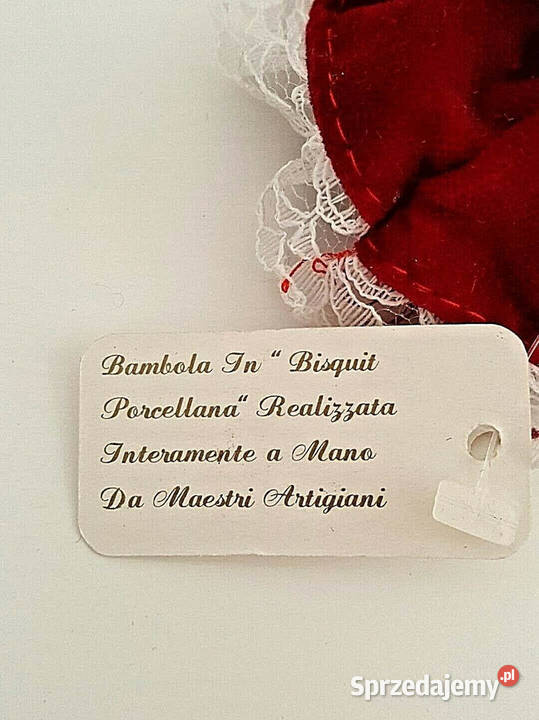 Bambola In “ Bisquit
Porcellana“ Realizzata
Interamente a Mano
Da Maestri Artigiani
Sprzedajemy.pl